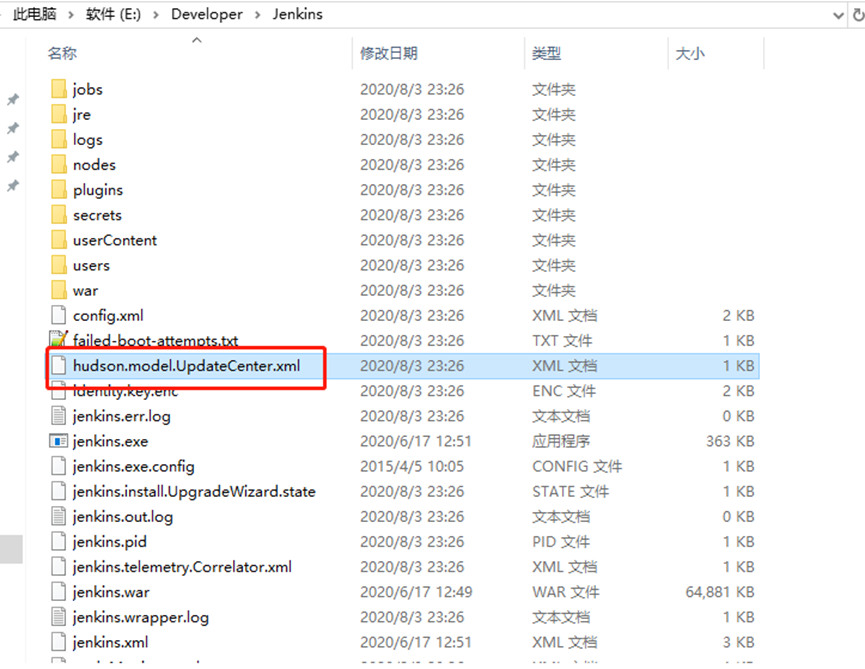 此电脑 › 软件 (E:) › Developer › Jenkins
名称 修改日期 类型 大小
jobs 2020/8/3 23:26 文件夹
jre 2020/8/3 23:26 文件夹
logs 2020/8/3 23:26 文件夹
nodes 2020/8/3 23:26 文件夹
plugins 2020/8/3 23:26 文件夹
secrets 2020/8/3 23:26 文件夹
userContent 2020/8/3 23:26 文件夹
users 2020/8/3 23:26 文件夹
war 2020/8/3 23:26 文件夹
config.xml 2020/8/3 23:26 XML 文档 2 KB
failed-boot-attempts.txt 2020/8/3 23:26 TXT 文件 1 KB
hudson.model.UpdateCenter.xml 2020/8/3 23:26 XML 文档 1 KB
identity.key.enc 2020/8/3 23:26 ENC 文件 2 KB
jenkins.err.log 2020/8/3 23:26 文本文档 0 KB
jenkins.exe 2020/6/17 12:51 应用程序 363 KB
jenkins.exe.config 2015/4/5 10:05 CONFIG 文件 1 KB
jenkins.install.UpgradeWizard.state 2020/8/3 23:26 STATE 文件 1 KB
jenkins.out.log 2020/8/3 23:26 文本文档 0 KB
jenkins.pid 2020/8/3 23:26 PID 文件 1 KB
jenkins.telemetry.Correlator.xml 2020/8/3 23:26 XML 文档 1 KB
jenkins.war 2020/6/17 12:49 WAR 文件 64,881 KB
jenkins.wrapper.log 2020/8/3 23:26 文本文档 1 KB
jenkins.xml 2020/6/17 12:51 XML 文档 3 KB